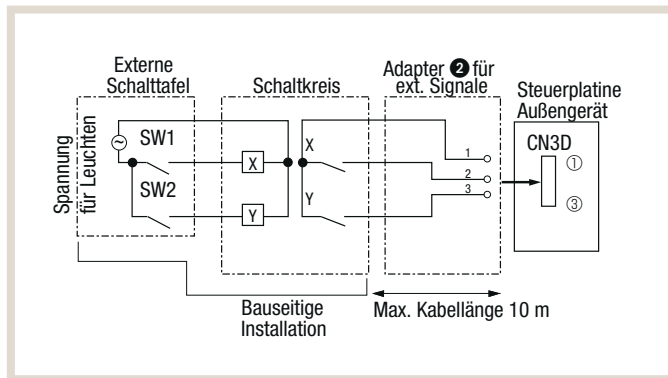 Externe
Schalttafel
Schaltkreis
Adapter ❷ für
ext. Signale
Steuerplatine
Außengerät
Spannung
für Leuchten
SW1
SW2
X
Y
X
Y
1
2
3
CN3D
①
③
Bauseitige
Installation
Max. Kabellänge 10 m